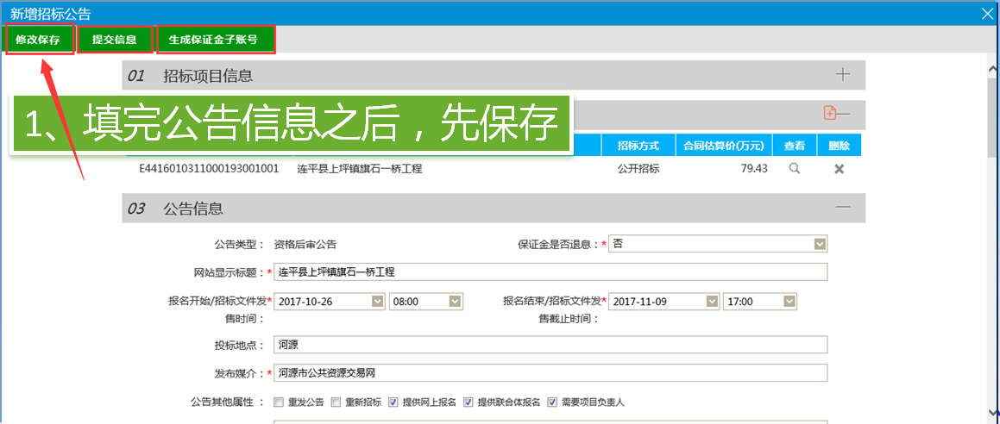 新增招标公告
修改保存 提交信息 生成保证金子账号
01 招标项目信息
1、填完公告信息之后，先保存
招标方式 合同估算价(万元) 查看 删除
E4416010311000193001001 连平县上坪镇旗石一桥工程 公开招标 79.43
03 公告信息
公告类型： 资格后审公告 保证金是否退息：* 否
网站显示标题：* 连平县上坪镇旗石一桥工程
报名开始/招标文件发* 2017-10-26 08:00 报名结束/招标文件发* 2017-11-09 17:00
售时间： 售截止时间：
投标地点： 河源
发布媒介：* 河源市公共资源交易网
公告其他属性 ： 重发公告 重新招标 提供网上报名 提供联合体报名 需要项目负责人